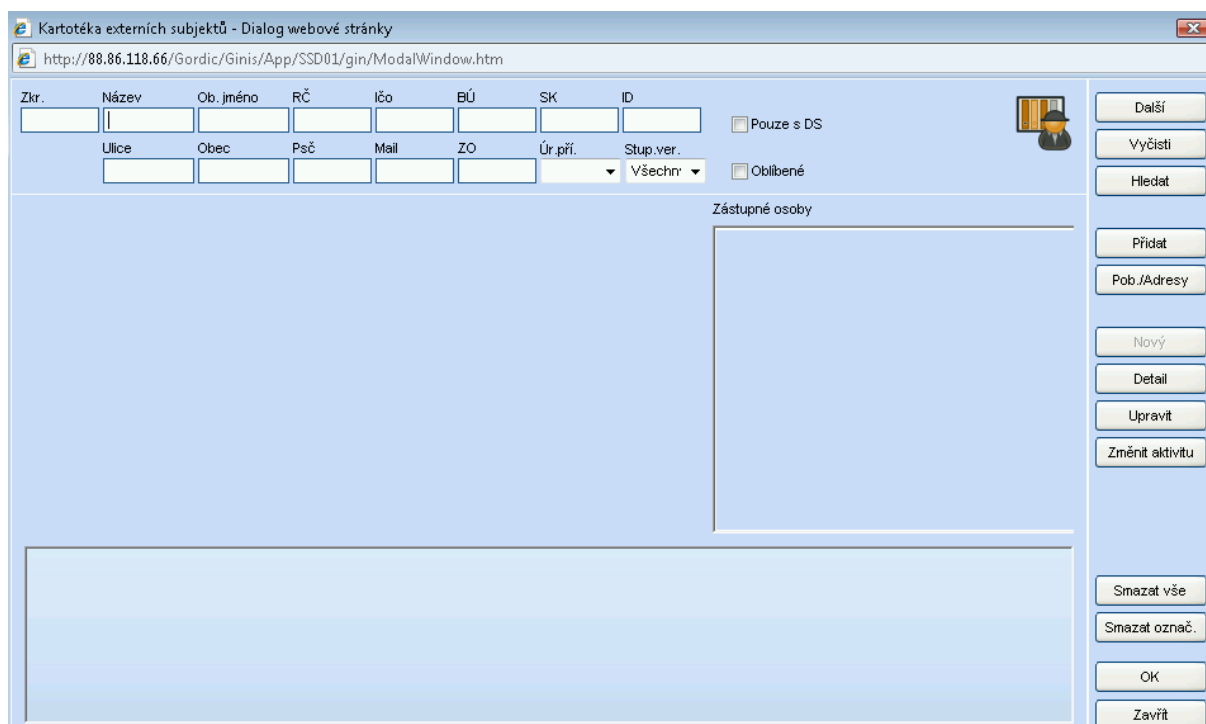 Kartotéka externích subjektů - Dialog webové stránky
http://88.86.118.66/Gordic/Ginis/App/SSD01/gin/ModalWindow.htm
Zkr. Název Ob. jméno RČ Ičo BÚ SK ID
Pouze s DS
Ulice Obec Psč Mail ZO Úr.pří. Stup.ver.
Všechn
Oblíbené
Zástupné osoby
Další
Vyčisti
Hledat
Přidat
Pob./Adresy
Nový
Detail
Upravit
Změnit aktivitu
Smazat vše
Smazat označ.
OK
Zavřít